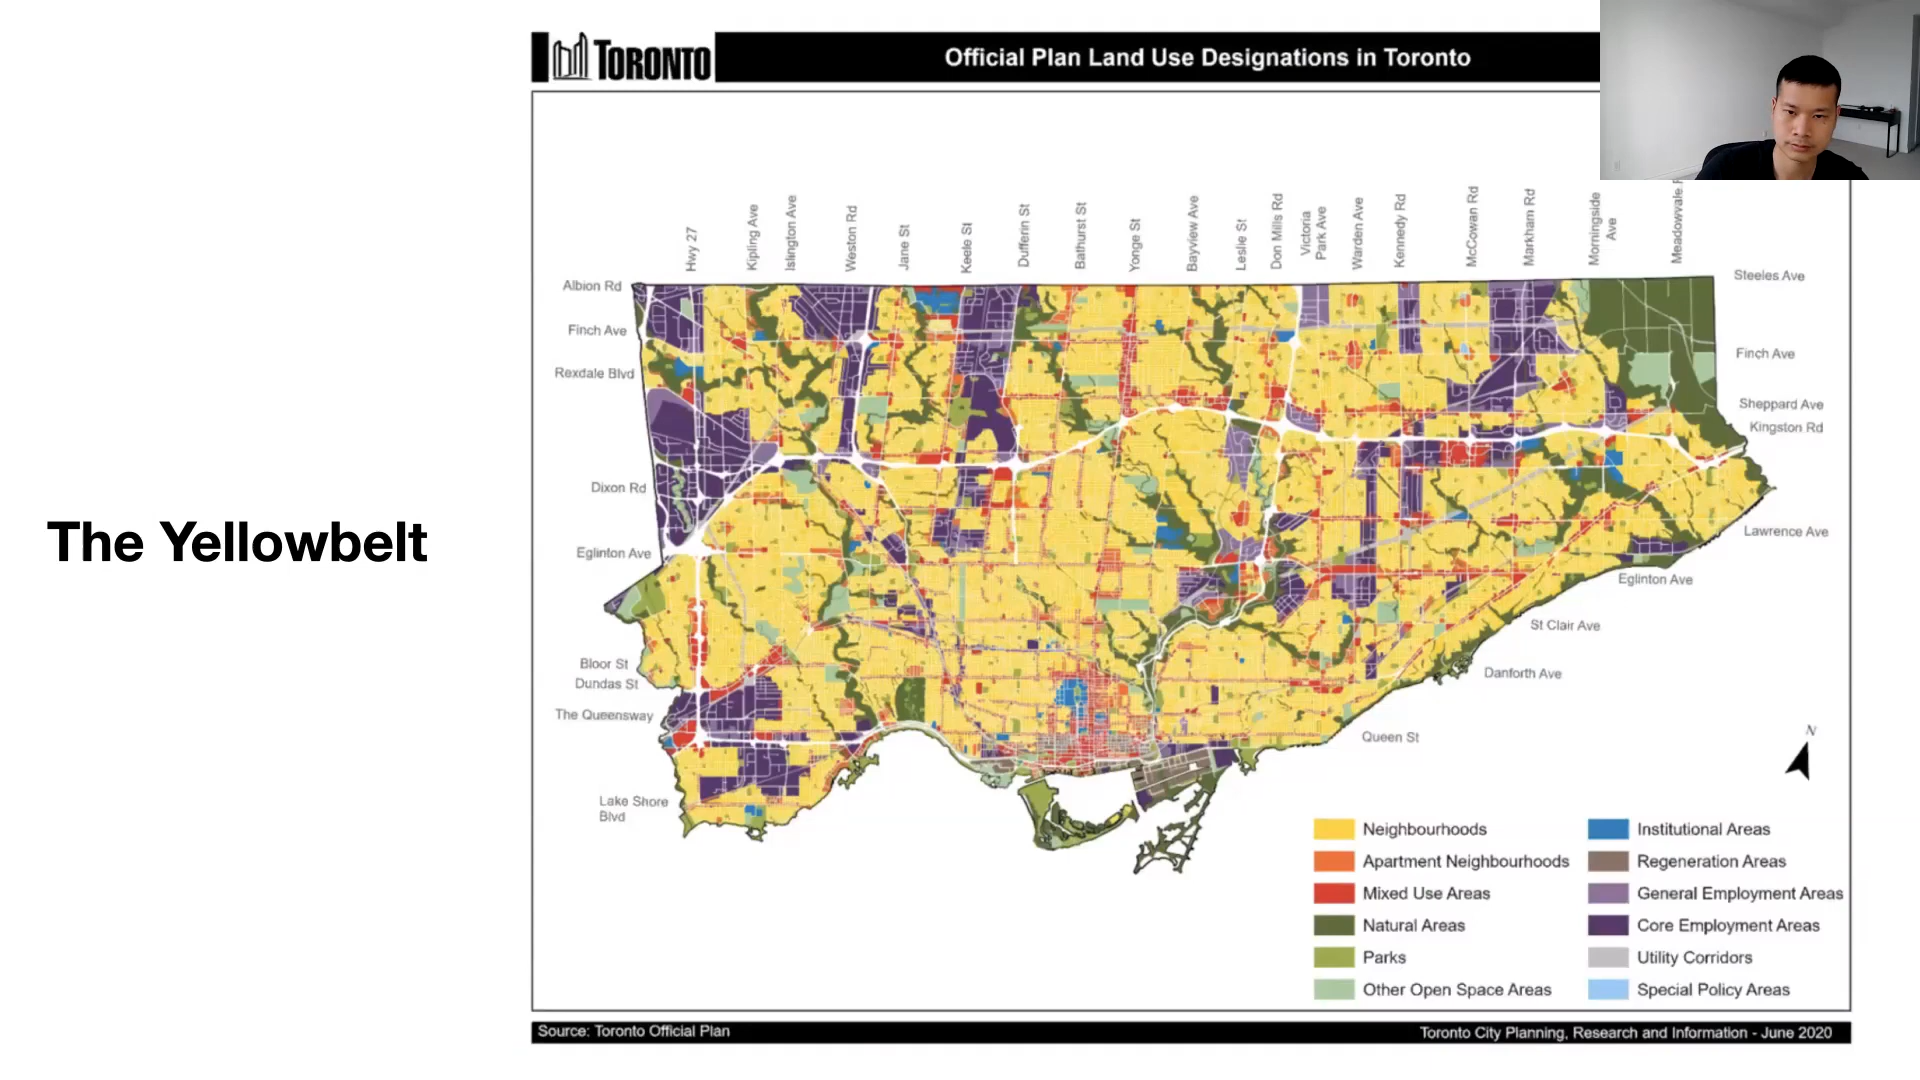 TORONTO
Official Plan Land Use Designations in Toronto
Hwy 27
Kipling Ave
Islington Ave
Weston Rd
Jane St
Keele St
Dufferin St
Bathurst St
Yonge St
Bayview Ave
Leslie St
Don Mills Rd
Victoria
Park Ave
Warden Ave
Kennedy Rd
McCowan Rd
Markham Rd
Morningside
Ave
Meadowvale
Albion Rd
Finch Ave
Rexdale Blvd
Dixon Rd
Eglinton Ave
Bloor St
Dundas St
The Queensway
Lake Shore
Blvd
Steeles Ave
Finch Ave
Sheppard Ave
Kingston Rd
Lawrence Ave
Eglinton Ave
St Clair Ave
Danforth Ave
Queen St
N
The Yellowbelt
Neighbourhoods
Apartment Neighbourhoods
Mixed Use Areas
Natural Areas
Parks
Other Open Space Areas
Institutional Areas
Regeneration Areas
General Employment Areas
Core Employment Areas
Utility Corridors
Special Policy Areas
Source: Toronto Official Plan
Toronto City Planning, Research and Information - June 2020